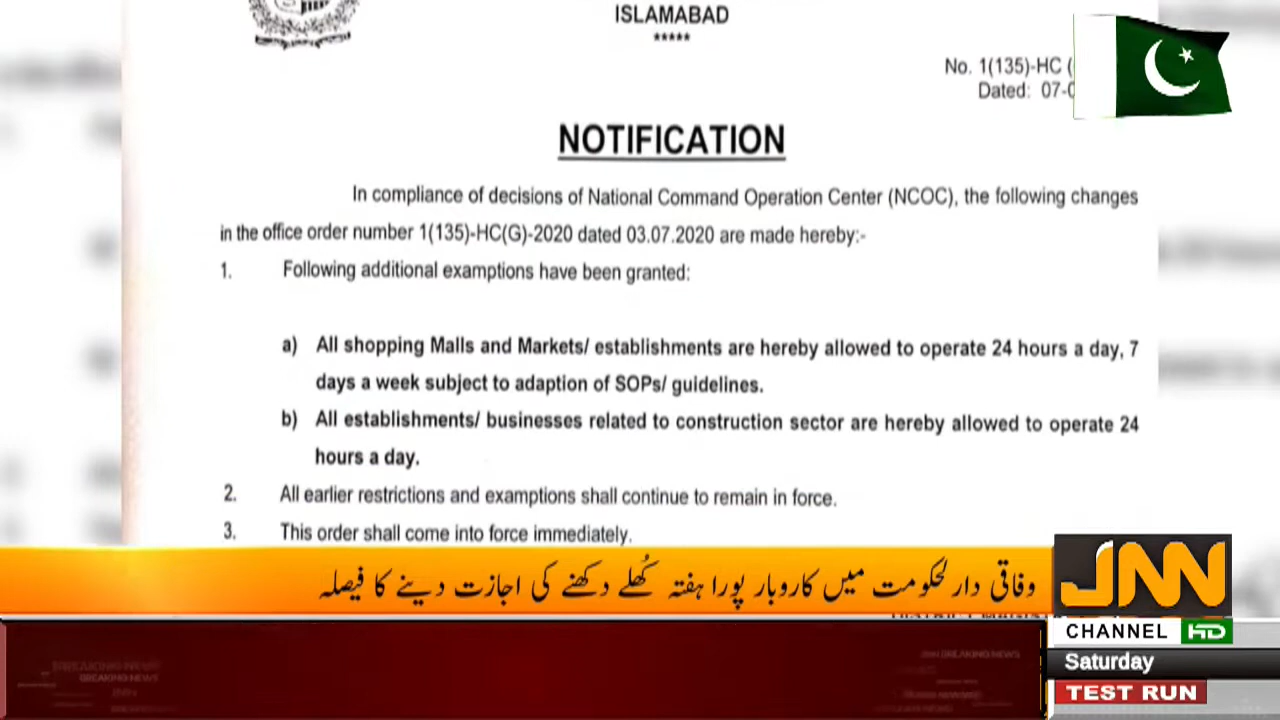 ISLAMABAD
*****
No. 1(135)-HC (
Dated: 07-0
NOTIFICATION
In compliance of decisions of National Command Operation Center (NCOC), the following changes
in the office order number 1(135)-HC(G)-2020 dated 03.07.2020 are made hereby:-
1. Following additional examptions have been granted:
a) All shopping Malls and Markets/ establishments are hereby allowed to operate 24 hours a day, 7
days a week subject to adaption of SOPs/ guidelines.
b) All establishments/ businesses related to construction sector are hereby allowed to operate 24
hours a day.
2. All earlier restrictions and examptions shall continue to remain in force.
3. This order shall come into force immediately.
وفاقی دارلحکومت میں کاروبار پورا ہفتہ کُھلے دکھنے کی اجازت دینے کا فیصلہ
JNN
CHANNEL HD
Saturday
TEST RUN
BREAKING NEWS
JNN BREAKING NEWS